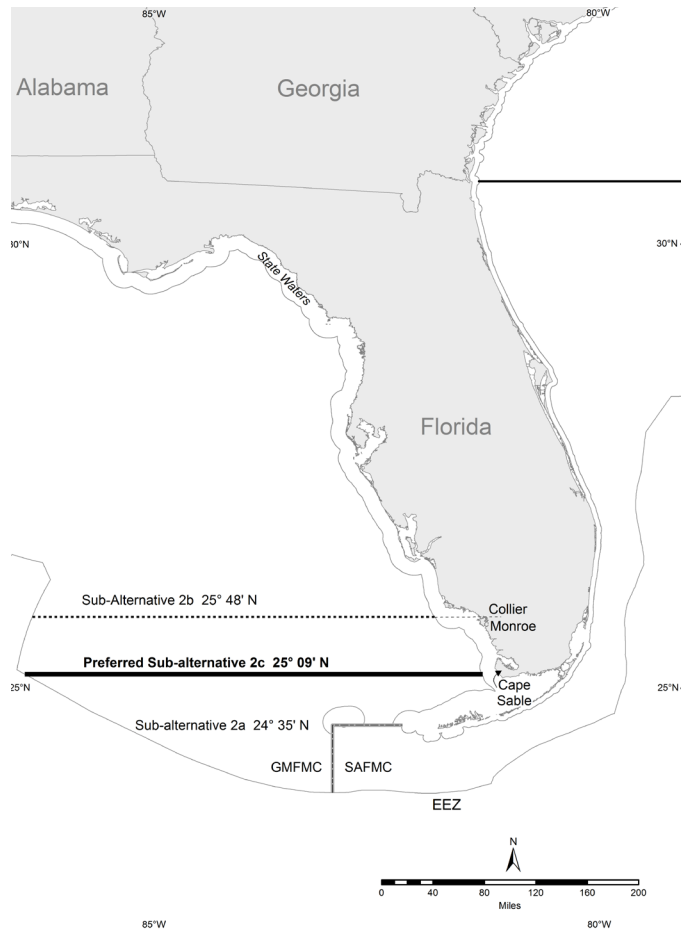 85°W
80°W
Alabama
Georgia
30°N
30°N
State Waters
Florida
Sub-Alternative 2b 25° 48' N
Collier
Monroe
Preferred Sub-alternative 2c 25° 09' N
25°N
25°N
Cape
Sable
Sub-alternative 2a 24° 35' N
GMFMC
SAFMC
EEZ
N
0 40 80 120 160 200
Miles
85°W
80°W